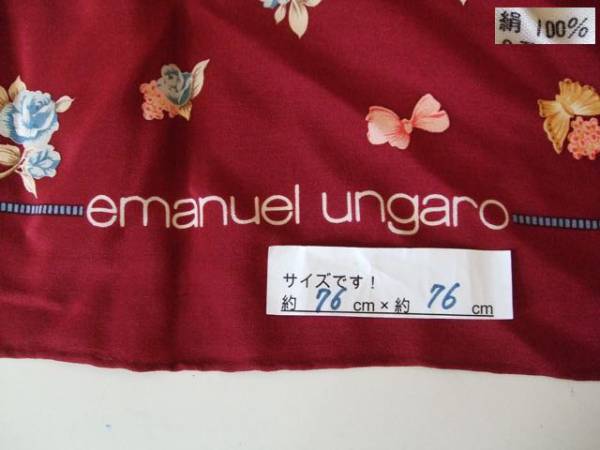 絹 100%
emanuel ungaro
サイズです！
約 76 cm × 約 76 cm